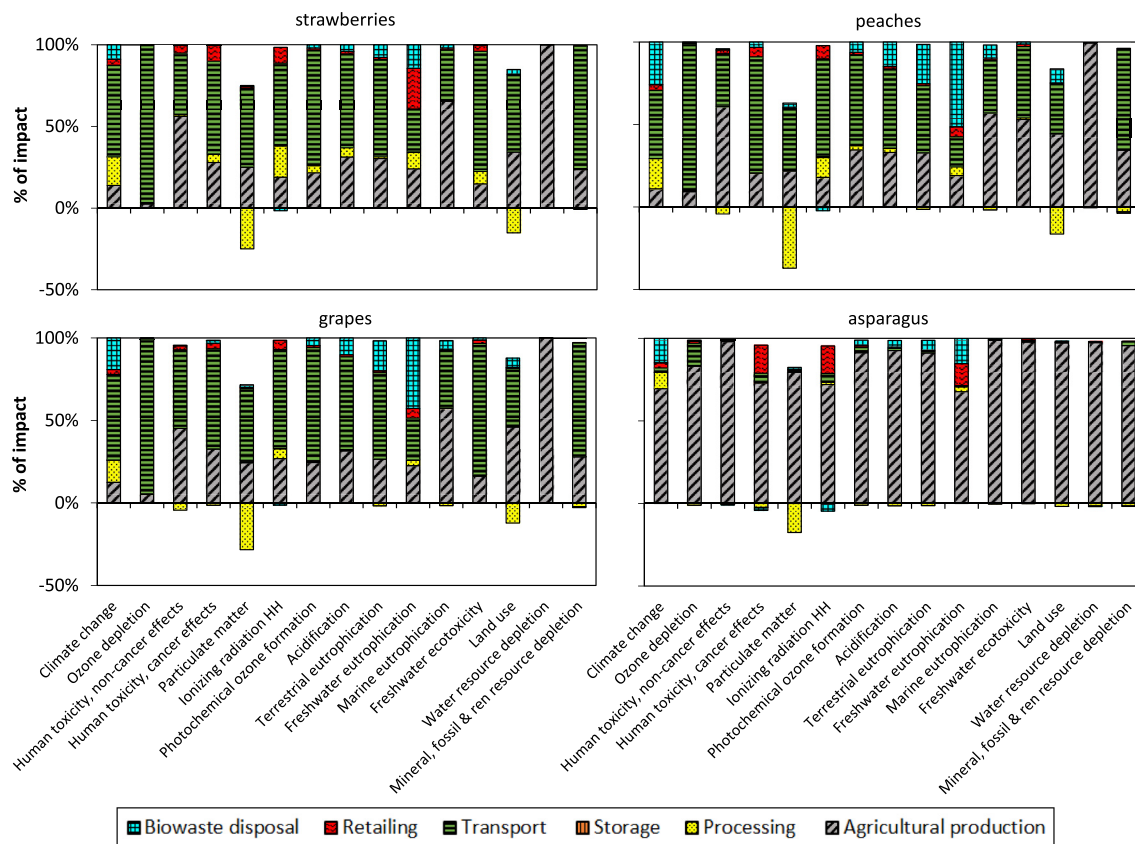 strawberries
peaches
100%
50%
0%
-50%
% of impact
grapes
asparagus
100%
50%
0%
-50%
% of impact
Climate change
Ozone depletion
Human toxicity, non-cancer effects
Human toxicity, cancer effects
Particulate matter
Ionizing radiation HH
Photochemical ozone formation
Acidification
Terrestrial eutrophication
Freshwater eutrophication
Marine eutrophication
Freshwater ecotoxicity
Land use
Water resource depletion
Mineral, fossil & ren resource depletion
Climate change
Ozone depletion
Human toxicity, non-cancer effects
Human toxicity, cancer effects
Particulate matter
Ionizing radiation HH
Photochemical ozone formation
Acidification
Terrestrial eutrophication
Freshwater eutrophication
Marine eutrophication
Freshwater ecotoxicity
Land use
Water resource depletion
Mineral, fossil & ren resource depletion
Biowaste disposal Retailing Transport Storage Processing Agricultural production